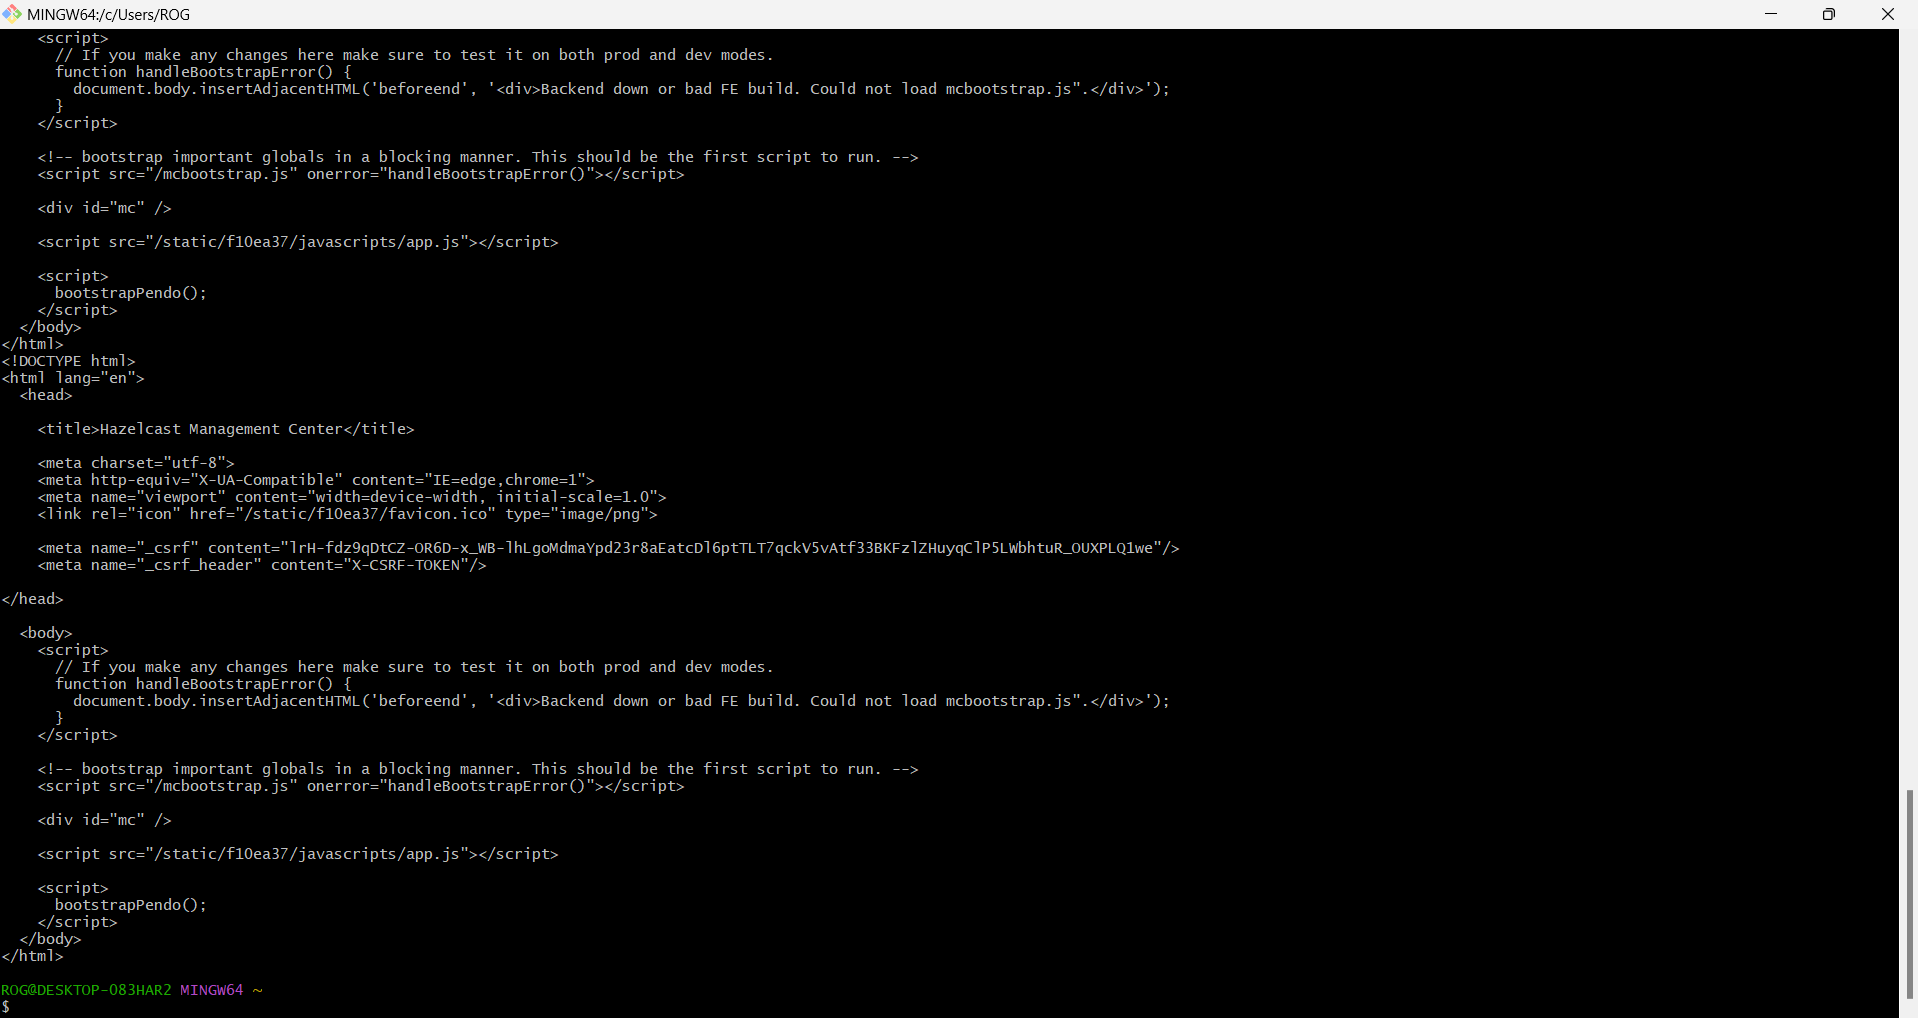 MINGW64:/c/Users/ROG
    <script>
      // If you make any changes here make sure to test it on both prod and dev modes.
      function handleBootstrapError() {
        document.body.insertAdjacentHTML('beforeend', '<div>Backend down or bad FE build. Could not load mcbootstrap.js".</div>');
      }
    </script>

    <!-- bootstrap important globals in a blocking manner. This should be the first script to run. -->
    <script src="/mcbootstrap.js" onerror="handleBootstrapError()"></script>

    <div id="mc" />

    <script src="/static/f10ea37/javascripts/app.js"></script>

    <script>
      bootstrapPendo();
    </script>
  </body>
</html>
<!DOCTYPE html>
<html lang="en">
  <head>

    <title>Hazelcast Management Center</title>

    <meta charset="utf-8">
    <meta http-equiv="X-UA-Compatible" content="IE=edge,chrome=1">
    <meta name="viewport" content="width=device-width, initial-scale=1.0">
    <link rel="icon" href="/static/f10ea37/favicon.ico" type="image/png">

    <meta name="_csrf" content="lrH-fdz9qDtCZ-OR6D-x_WB-lhLgoMdmaYpd23r8aEatcDl6ptTLT7qckV5vAtf33BKFzlZHuyqClP5LWbhtuR_OUXPLQ1we"/>
    <meta name="_csrf_header" content="X-CSRF-TOKEN"/>

</head>

  <body>
    <script>
      // If you make any changes here make sure to test it on both prod and dev modes.
      function handleBootstrapError() {
        document.body.insertAdjacentHTML('beforeend', '<div>Backend down or bad FE build. Could not load mcbootstrap.js".</div>');
      }
    </script>

    <!-- bootstrap important globals in a blocking manner. This should be the first script to run. -->
    <script src="/mcbootstrap.js" onerror="handleBootstrapError()"></script>

    <div id="mc" />

    <script src="/static/f10ea37/javascripts/app.js"></script>

    <script>
      bootstrapPendo();
    </script>
  </body>
</html>

ROG@DESKTOP-083HAR2 MINGW64 ~
$